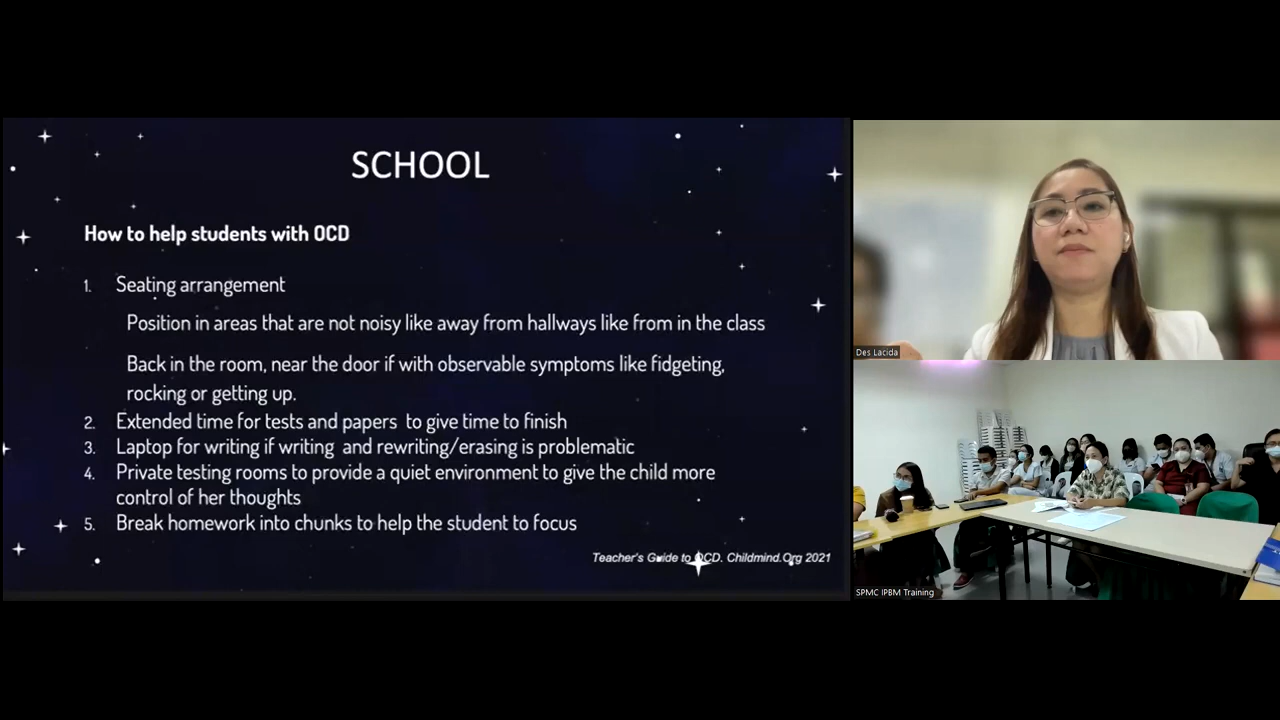 SCHOOL
How to help students with OCD
1. Seating arrangement
Position in areas that are not noisy like away from hallways like from in the class
Back in the room, near the door if with observable symptoms like fidgeting,
rocking or getting up.
2. Extended time for tests and papers to give time to finish
3. Laptop for writing if writing and rewriting/erasing is problematic
4. Private testing rooms to provide a quiet environment to give the child more
control of her thoughts
5. Break homework into chunks to help the student to focus
Teacher's Guide to OCD. Childmind.Org 2021
Des Lacida
SPMC IPBM Training